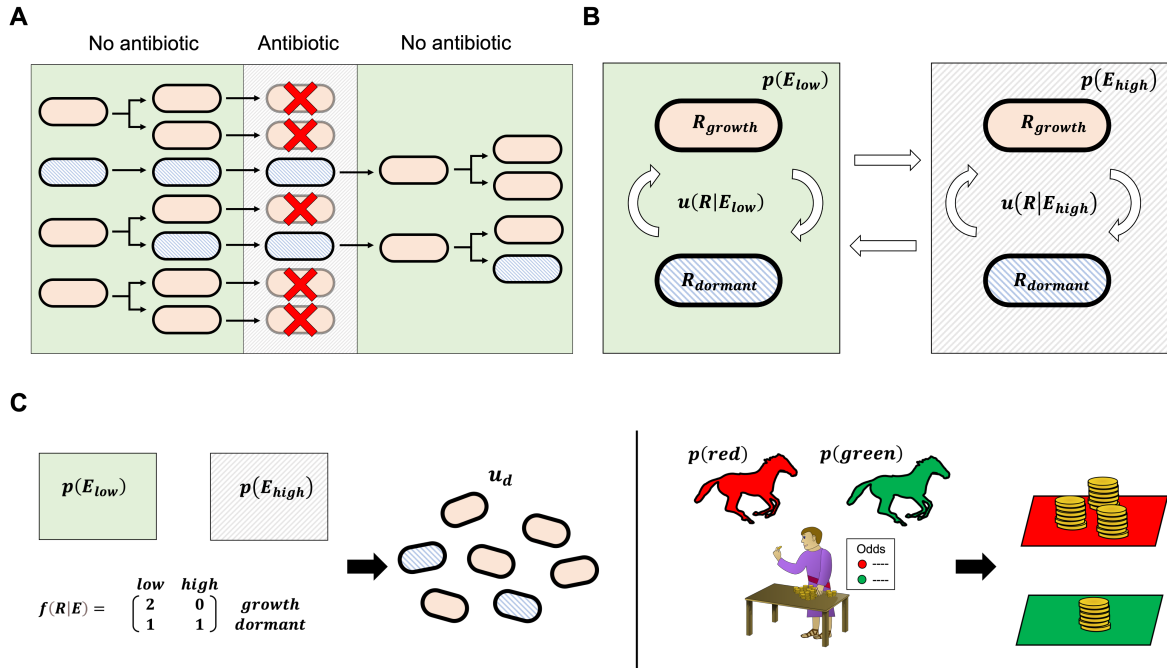 A
No antibiotic Antibiotic No antibiotic
B
p(E_low)
R_growth
u(R|E_low)
R_dormant
p(E_high)
R_growth
u(R|E_high)
R_dormant
C
p(E_low)
p(E_high)
low high
f(R|E) = 2 0 growth
1 1 dormant
u_d
p(red) p(green)
Odds
----
----